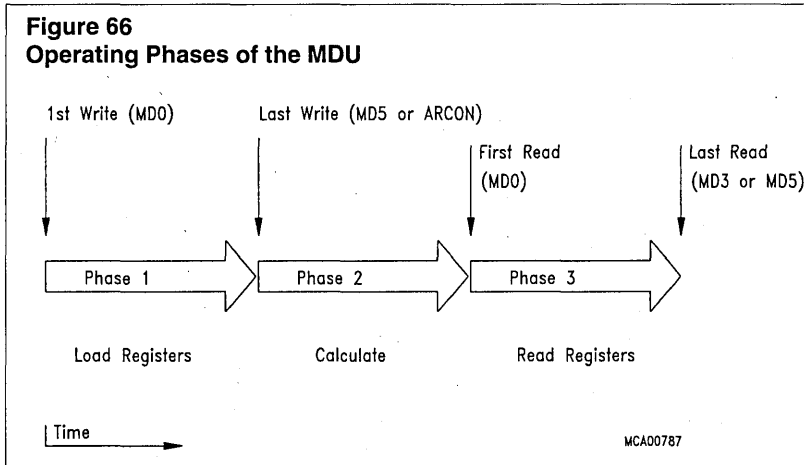 Figure 66
Operating Phases of the MDU
1st Write (MD0)
Last Write (MD5 or ARCON)
First Read
(MD0)
Last Read
(MD3 or MD5)
Phase 1
Phase 2
Phase 3
Load Registers
Calculate
Read Registers
Time
MCA00787